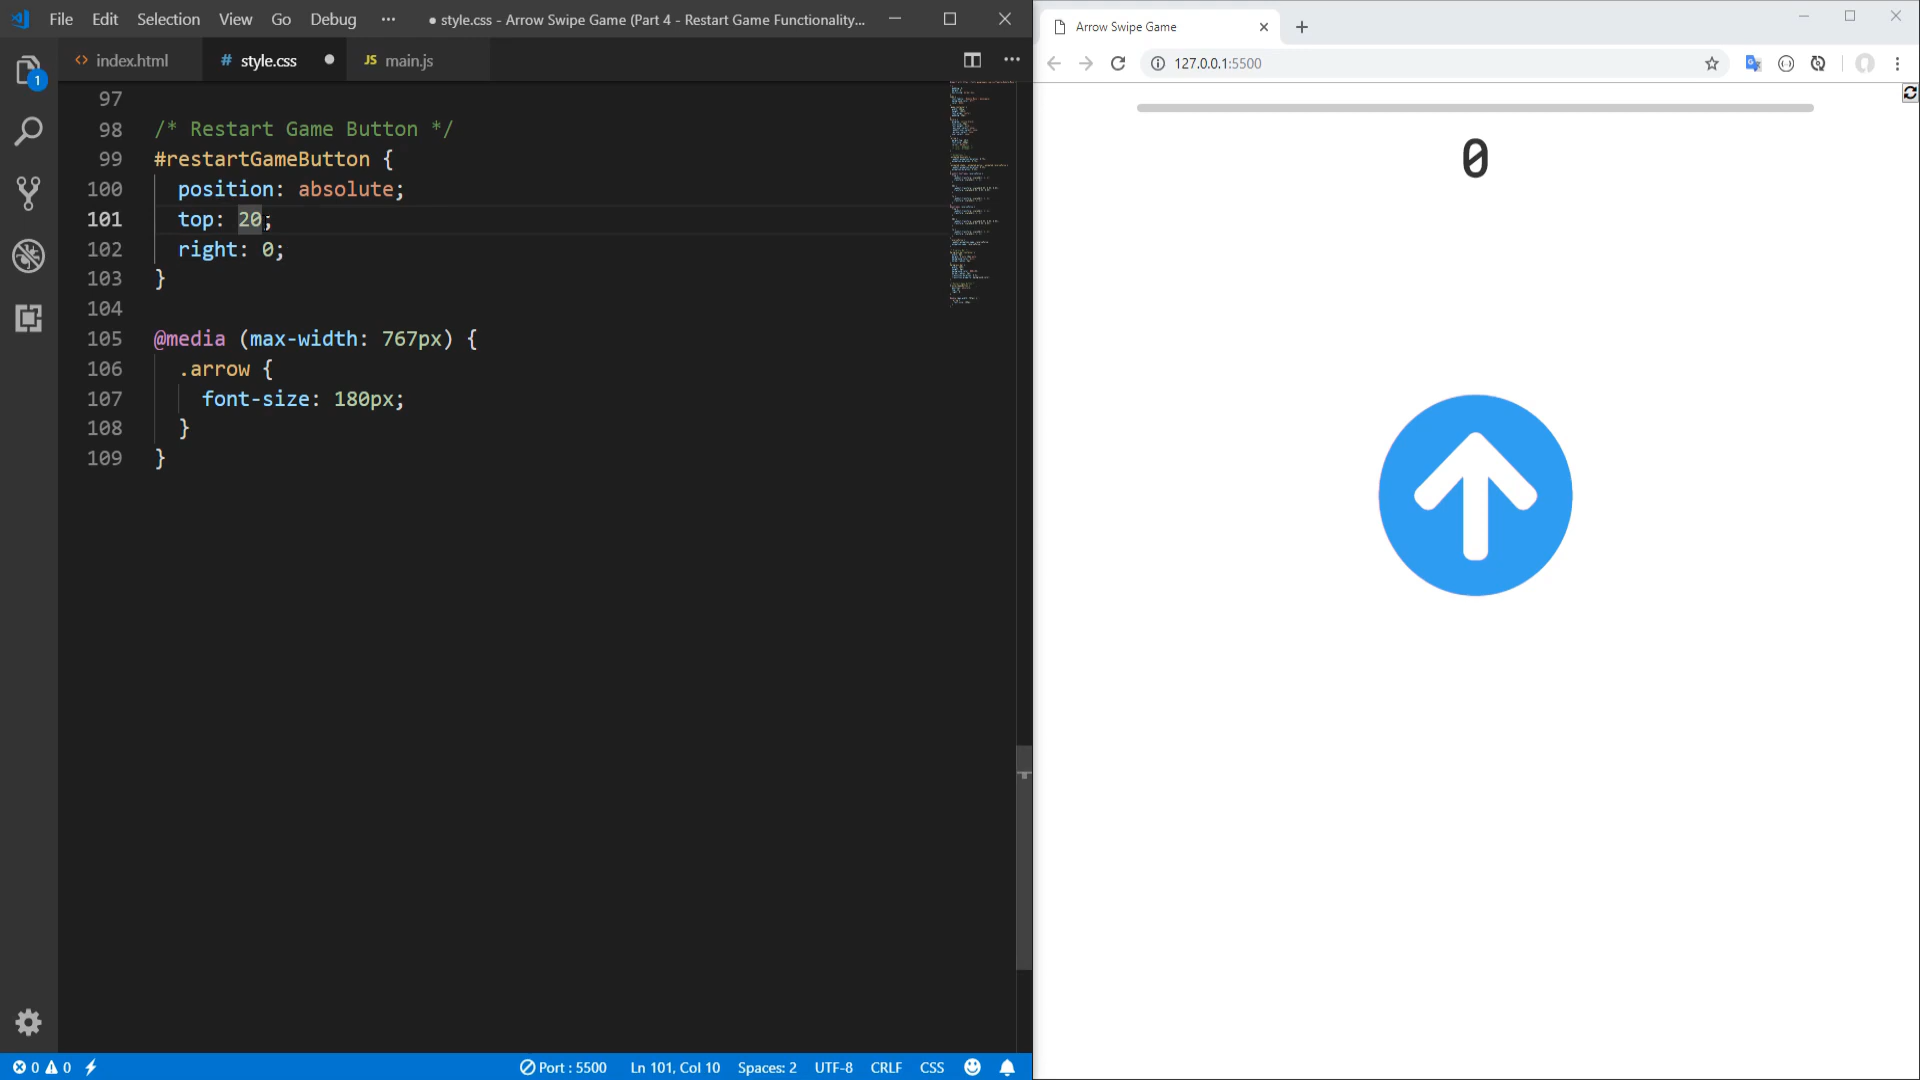 File Edit Selection View Go Debug ··· ● style.css - Arrow Swipe Game (Part 4 - Restart Game Functionality...
index.html # style.css ● JS main.js ···
1
97
98 /* Restart Game Button */
99 #restartGameButton {
100 position: absolute;
101 top: 20;
102 right: 0;
103 }
104
105 @media (max-width: 767px) {
106 .arrow {
107 font-size: 180px;
108 }
109 }
0 0 Port : 5500 Ln 101, Col 10 Spaces: 2 UTF-8 CRLF CSS
Arrow Swipe Game
127.0.0.1:5500
0